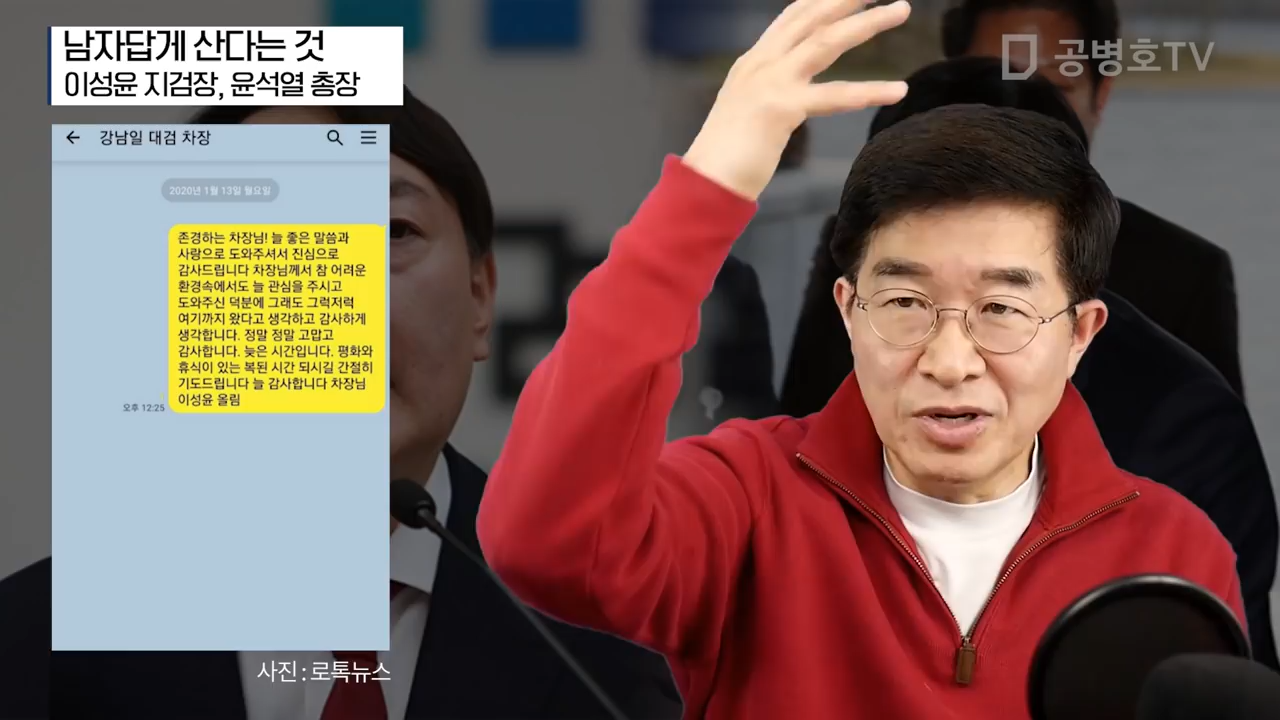 남자답게 산다는 것
이성윤 지검장, 윤석열 총장
공병호TV
강남일 대검 차장
2020년 1월 13일 월요일
존경하는 차장님! 늘 좋은 말씀과
사랑으로 도와주셔서 진심으로
감사드립니다 차장님께서 참 어려운
환경속에서도 늘 관심을 주시고
도와주신 덕분에 그래도 그럭저럭
여기까지 왔다고 생각하고 감사하게
생각합니다. 정말 정말 고맙고
감사합니다. 늦은 시간입니다. 평화와
휴식이 있는 복된 시간 되시길 간절히
기도드립니다 늘 감사합니다 차장님
이성윤 올림
오후 12:25
사진 : 로톡뉴스